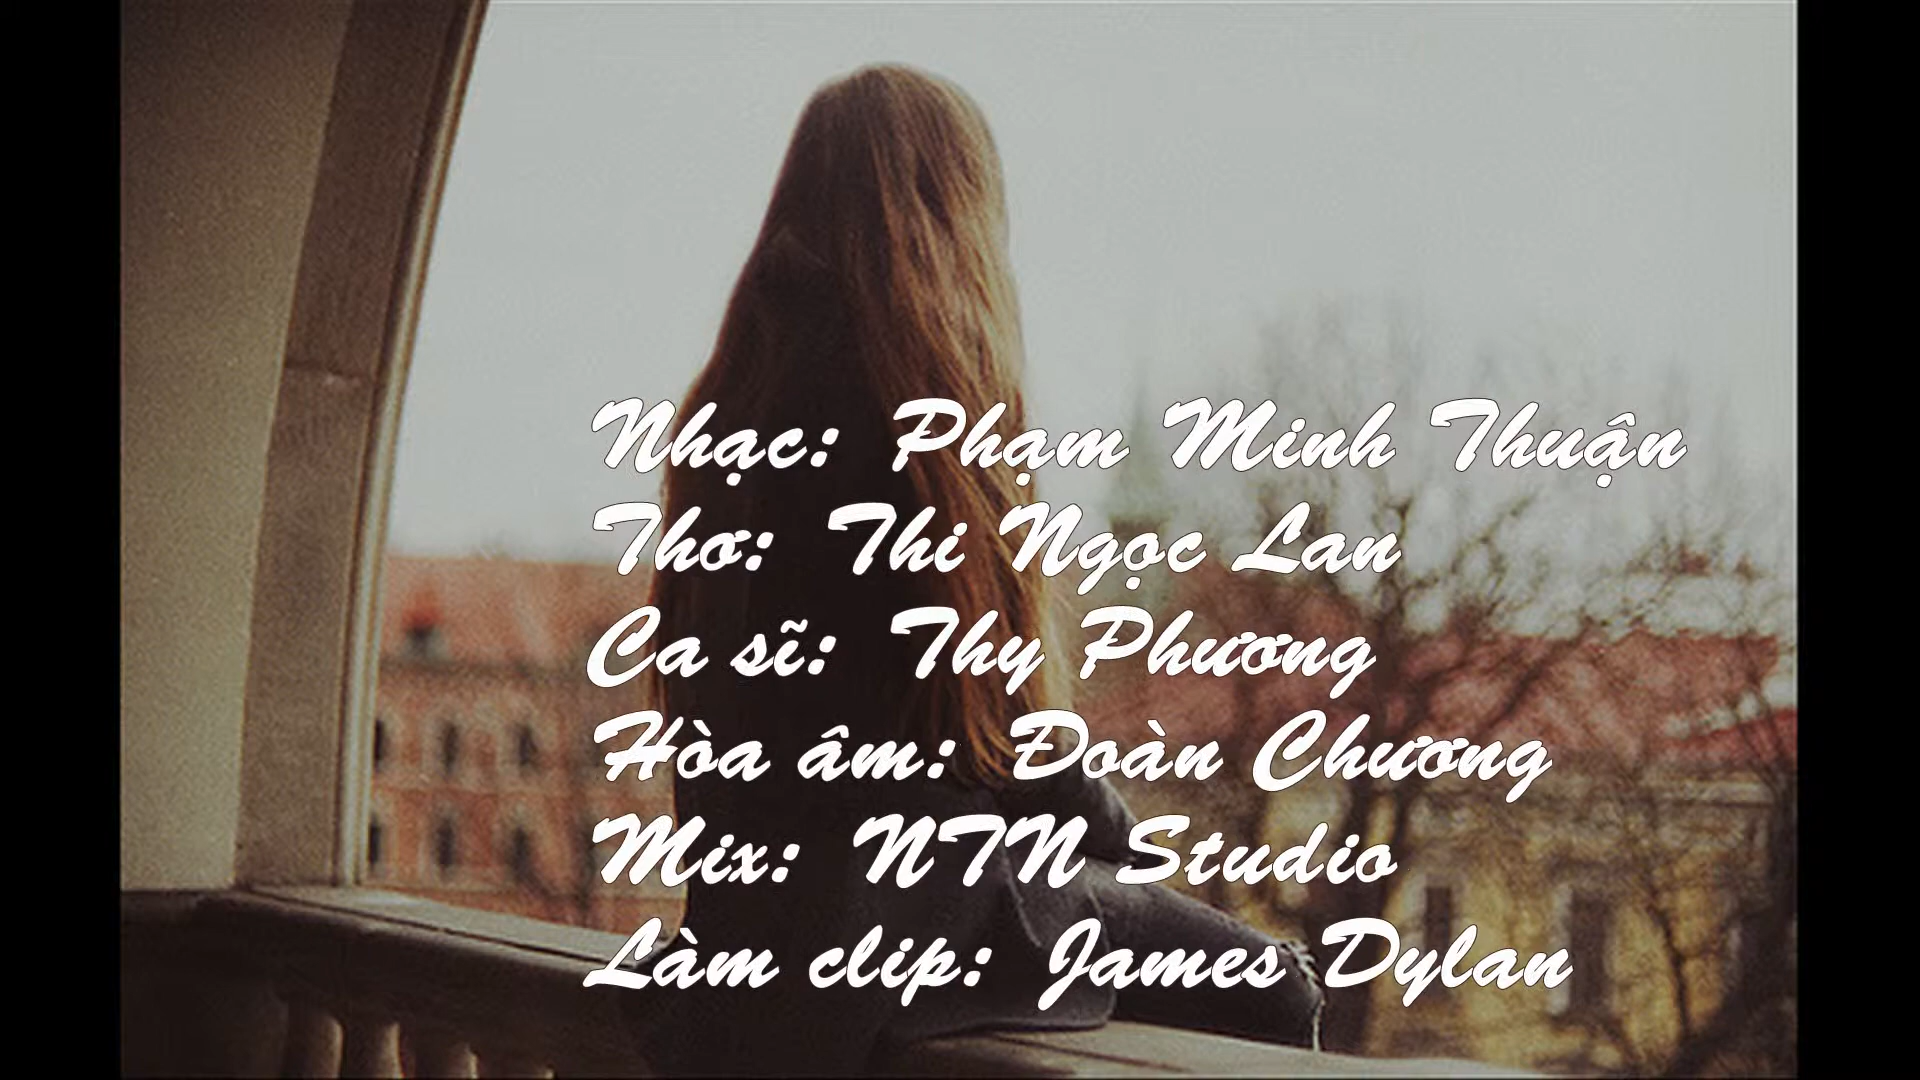 Nhạc: Phạm Minh Thuận
Thơ: Thi Ngọc Lan
Ca sĩ: Thy Phương
Hòa âm: Đoàn Chương
Mix: NTN Studio
Làm clip: James Dylan